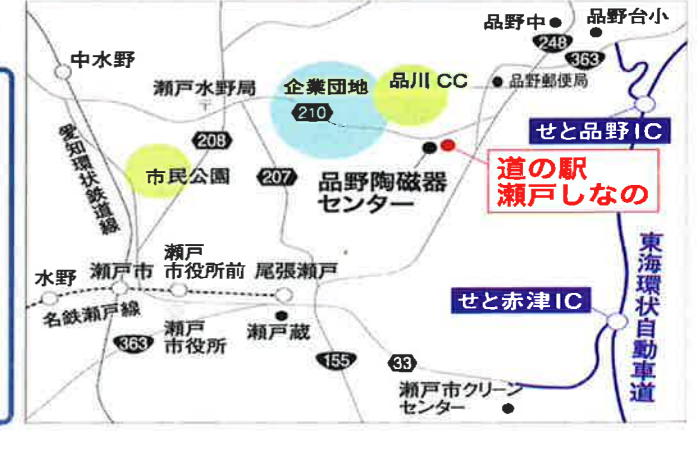 品野中
品野台小
248
363
中水野
瀬戸水野局
〒
企業団地
210
品川 CC
品野郵便局
せと品野IC
208
愛知環状鉄道線
市民公園
207
品野陶磁器
センター
道の駅
瀬戸しなの
水野
瀬戸市
瀬戸
市役所前
尾張瀬戸
名鉄瀬戸線
363
瀬戸
市役所
瀬戸蔵
せと赤津IC
東海環状自動車道
155
33
瀬戸市クリーン
センター